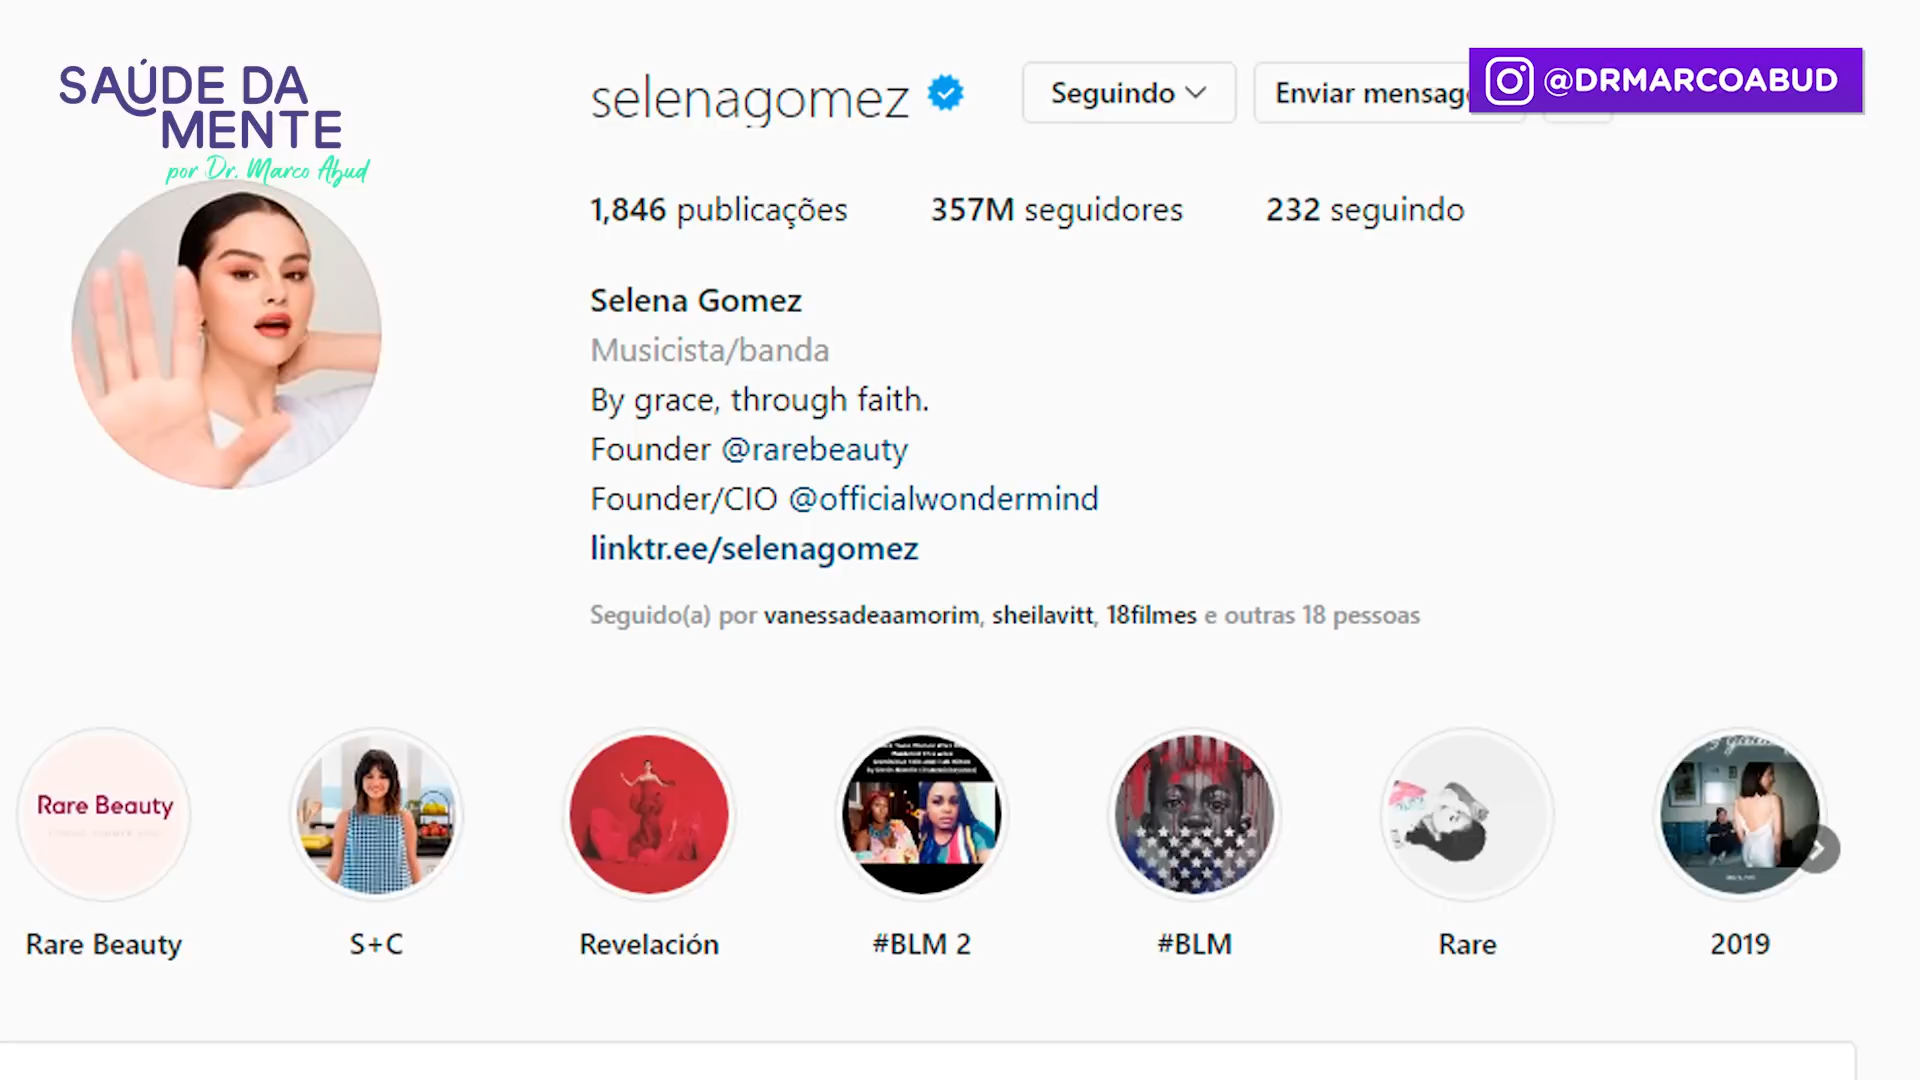 SAÚDE DA
MENTE
por Dr. Marco Abud
selenagomez
Seguindo
Enviar mensag
@DRMARCOABUD
1,846 publicações
357M seguidores
232 seguindo
Selena Gomez
Musicista/banda
By grace, through faith.
Founder @rarebeauty
Founder/CIO @officialwondermind
linktr.ee/selenagomez
Seguido(a) por vanessadeaamorim, sheilavitt, 18filmes e outras 18 pessoas
Rare Beauty
Rare Beauty
S+C
Revelación
#BLM 2
#BLM
Rare
2019